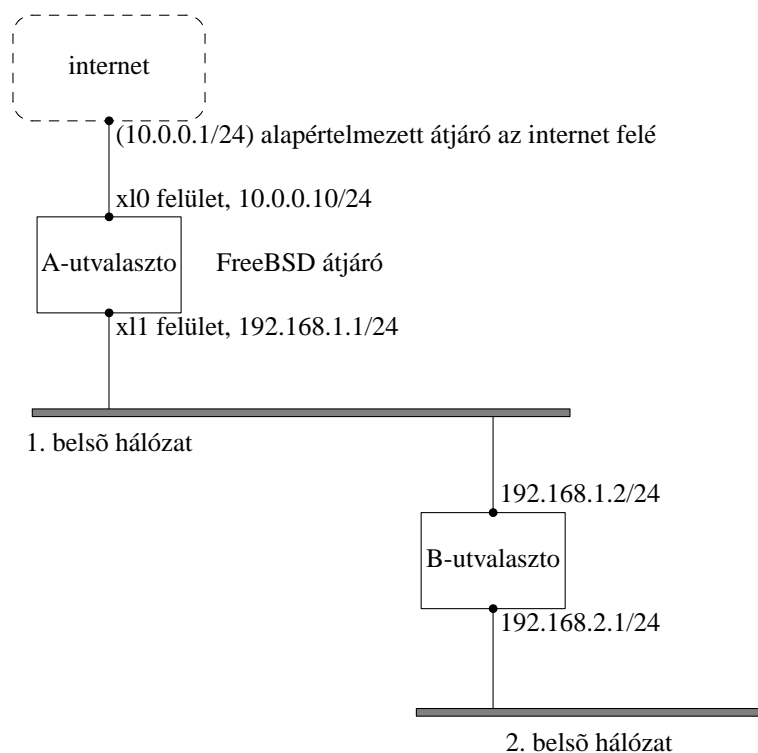 internet
(10.0.0.1/24) alapértelmezett átjáró az internet felé
xl0 felület, 10.0.0.10/24
A-utvalaszto
FreeBSD átjáró
xl1 felület, 192.168.1.1/24
1. belsõ hálózat
192.168.1.2/24
B-utvalaszto
192.168.2.1/24
2. belsõ hálózat